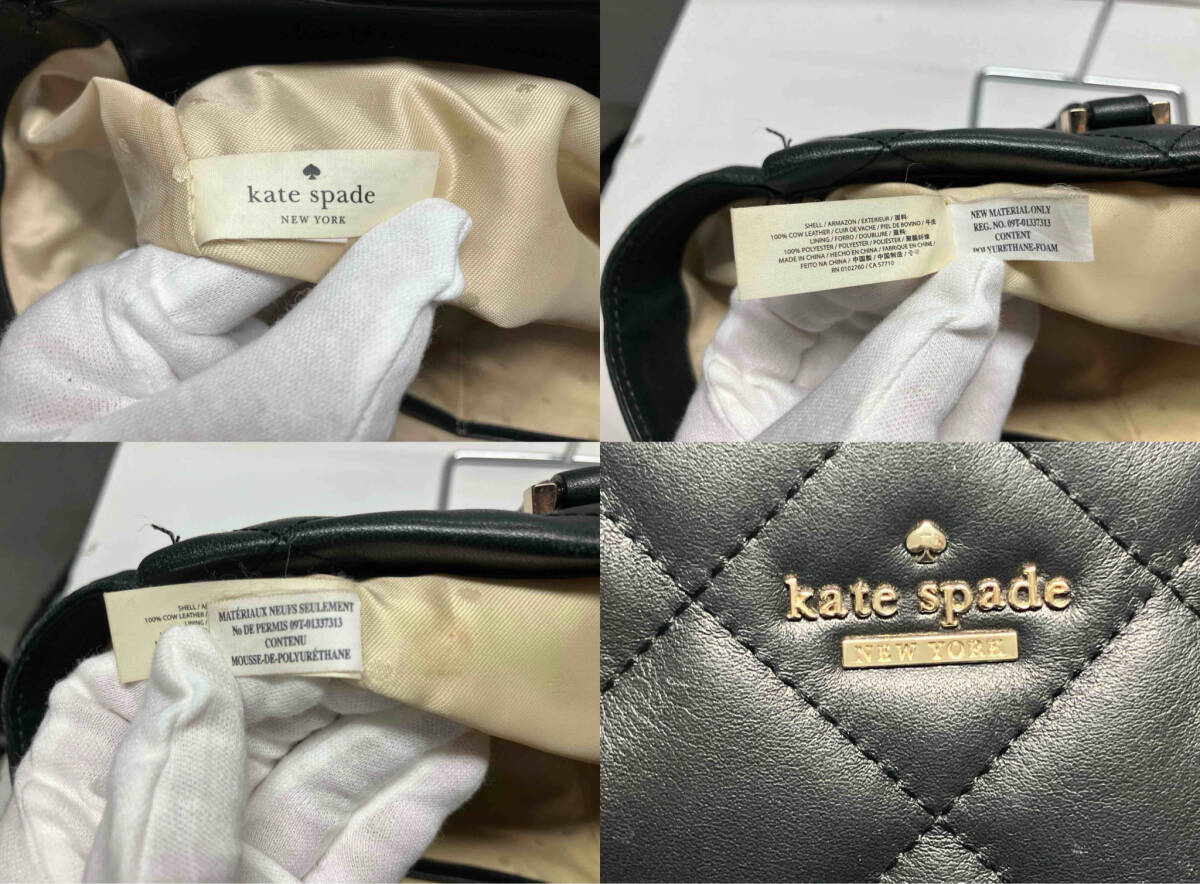 kate spade
NEW YORK
SHELL / ARMAZON / EXTERIEUR / 面料:
100% COW LEATHER / CUIR DE VACHE / PIEL DE BOVINO / 牛皮
LINING / FORRO / DOUBLURE / 里料:
100% POLYESTER / POLYESTER / POLIÉSTER / 聚酯纤维
MADE IN CHINA / HECHO EN CHINA / FABRIQUE EN CHINE /
FEITO NA CHINA / 中国製 / 中国制造 /
RN 0102760 / CA 57710
NEW MATERIAL ONLY
REG. NO. 09T-01337313
CONTENT
POLYURETHANE-FOAM
SHELL / A
100% COW LEATHER /
LINING /
MATÉRIAUX NEUFS SEULEMENT
No DE PERMIS 09T-01337313
CONTENU
MOUSSE-DE-POLYURÉTHANE
kate spade
NEW YORK